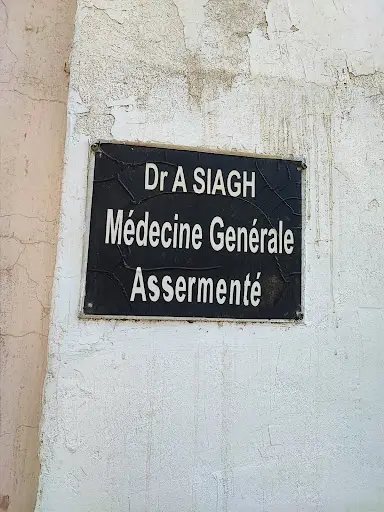 Dr A SIAGH
Médecine Genérale
Assermenté